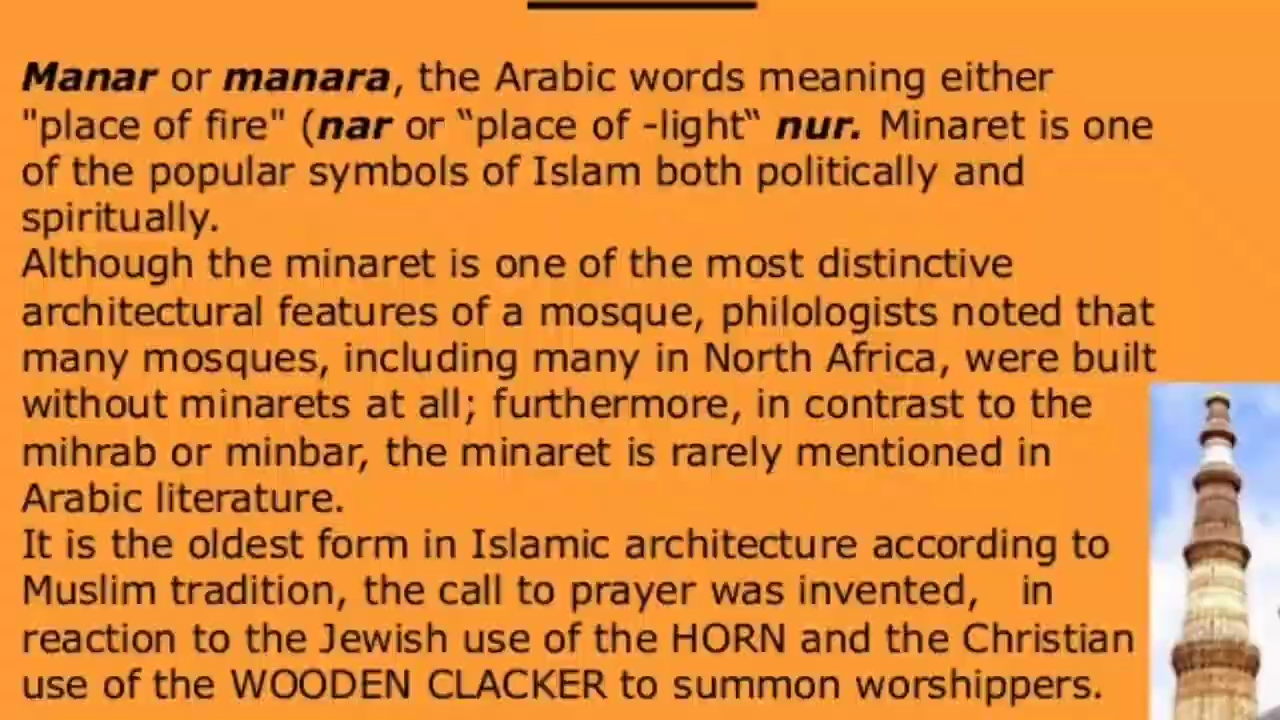 Manar or manara, the Arabic words meaning either
"place of fire" (nar or “place of -light“ nur. Minaret is one
of the popular symbols of Islam both politically and
spiritually.
Although the minaret is one of the most distinctive
architectural features of a mosque, philologists noted that
many mosques, including many in North Africa, were built
without minarets at all; furthermore, in contrast to the
mihrab or minbar, the minaret is rarely mentioned in
Arabic literature.
It is the oldest form in Islamic architecture according to
Muslim tradition, the call to prayer was invented, in
reaction to the Jewish use of the HORN and the Christian
use of the WOODEN CLACKER to summon worshippers.